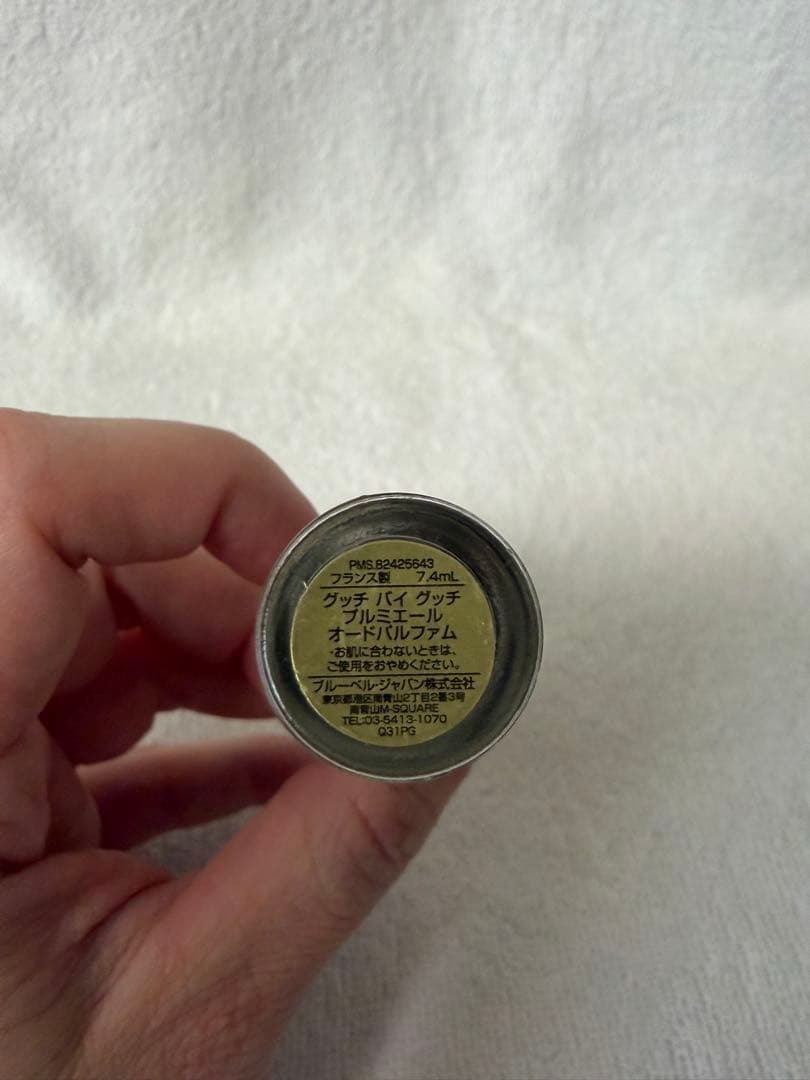 PMS.82425643
フランス製 7.4mL
グッチ バイ グッチ
プルミエール
オードパルファム
・お肌に合わないときは、
ご使用をおやめください。
ブルーベル・ジャパン株式会社
東京都港区南青山2丁目2番3号
南青山M-SQUARE
TEL:03-5413-1070
Q31PG